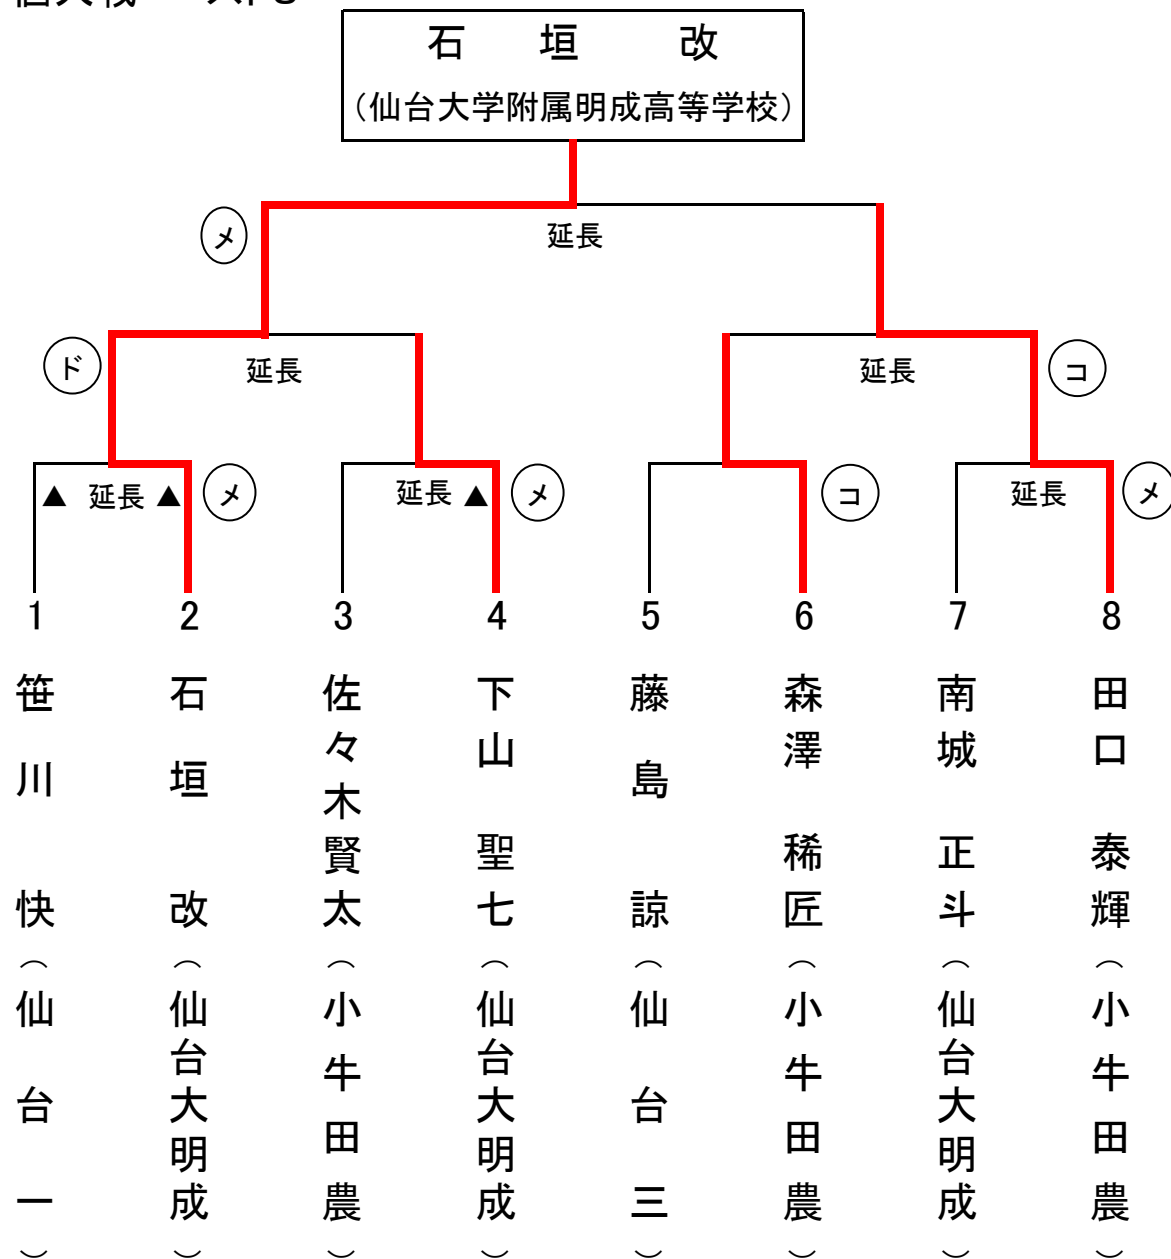 石垣 改
（仙台大学附属明成高等学校）
メ
延長
ド
延長
延長
コ
▲ 延長 ▲ メ
延長 ▲ メ
コ
延長 メ
1 2 3 4 5 6 7 8
笹川 快（仙台一）
石垣 改（仙台大明成）
佐々木賢太（小牛田農）
下山 聖七（仙台大明成）
藤島 諒（仙台三）
森澤 稀匠（小牛田農）
南城 正斗（仙台大明成）
田口 泰輝（小牛田農）